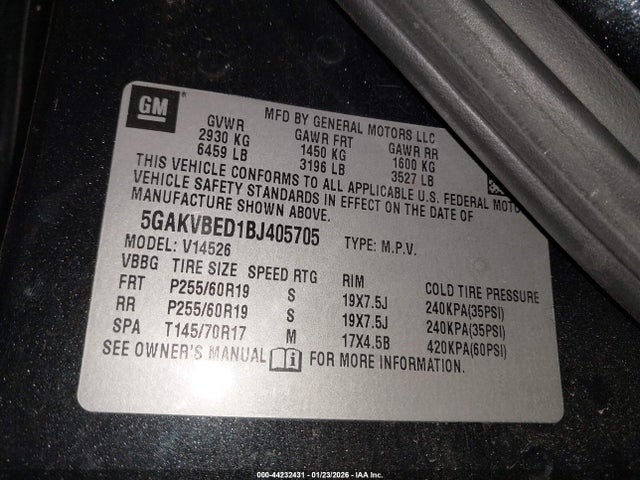 GM
MFD BY GENERAL MOTORS LLC
GVWR GAWR FRT GAWR RR
2930 KG 1450 KG 1600 KG
6459 LB 3196 LB 3527 LB
THIS VEHICLE CONFORMS TO ALL APPLICABLE U.S. FEDERAL
VEHICLE SAFETY STANDARDS IN EFFECT ON THE DATE OF
MANUFACTURE SHOWN ABOVE.
5GAKVBED1BJ405705 TYPE: M.P.V.
MODEL: V14526
VBBG TIRE SIZE SPEED RTG RIM COLD TIRE PRESSURE
FRT P255/60R19 S 19X7.5J 240KPA(35PSI)
RR P255/60R19 S 19X7.5J 240KPA(35PSI)
SPA T145/70R17 M 17X4.5B 420KPA(60PSI)
SEE OWNER'S MANUAL FOR MORE INFORMATION.
000-44232431 - 01/23/2026 - IAA Inc.